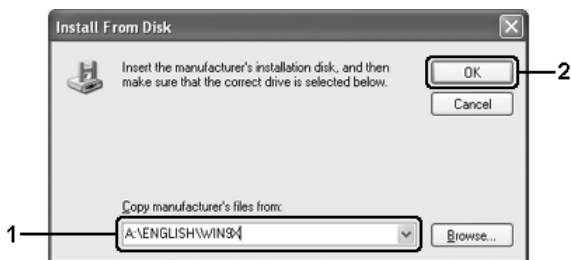 Install From Disk
Insert the manufacturer's installation disk, and then
make sure that the correct drive is selected below.
OK
2
Cancel
Copy manufacturer's files from:
1
A:\ENGLISH\WIN9X
Browse...